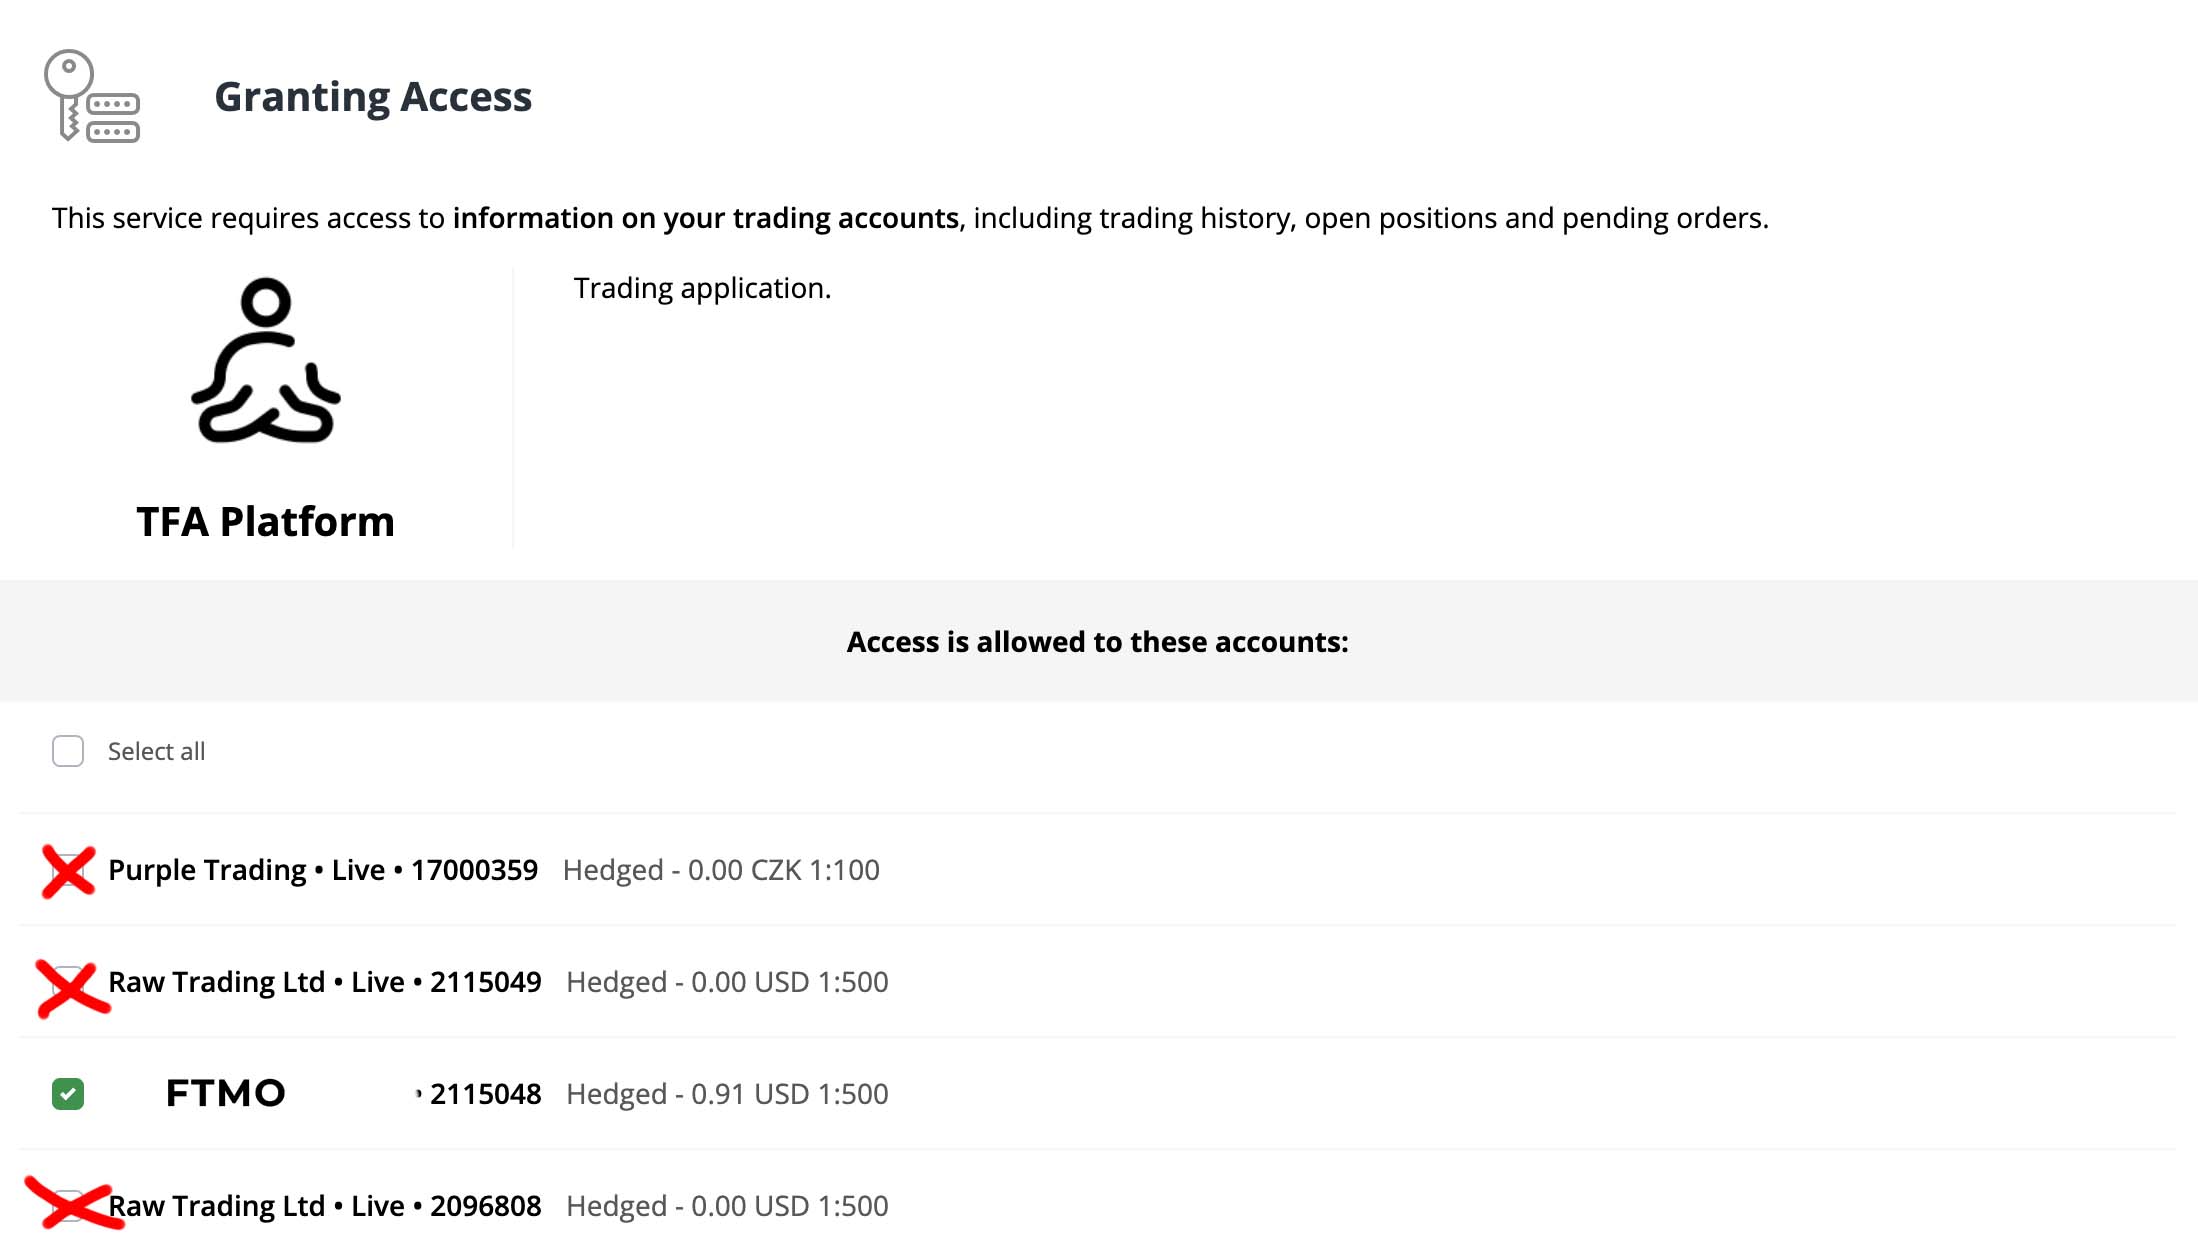 Granting Access
This service requires access to information on your trading accounts, including trading history, open positions and pending orders.
Trading application.
TFA Platform
Access is allowed to these accounts:
Select all
Purple Trading • Live • 17000359 Hedged - 0.00 CZK 1:100
Raw Trading Ltd • Live • 2115049 Hedged - 0.00 USD 1:500
FTMO • 2115048 Hedged - 0.91 USD 1:500
Raw Trading Ltd • Live • 2096808 Hedged - 0.00 USD 1:500